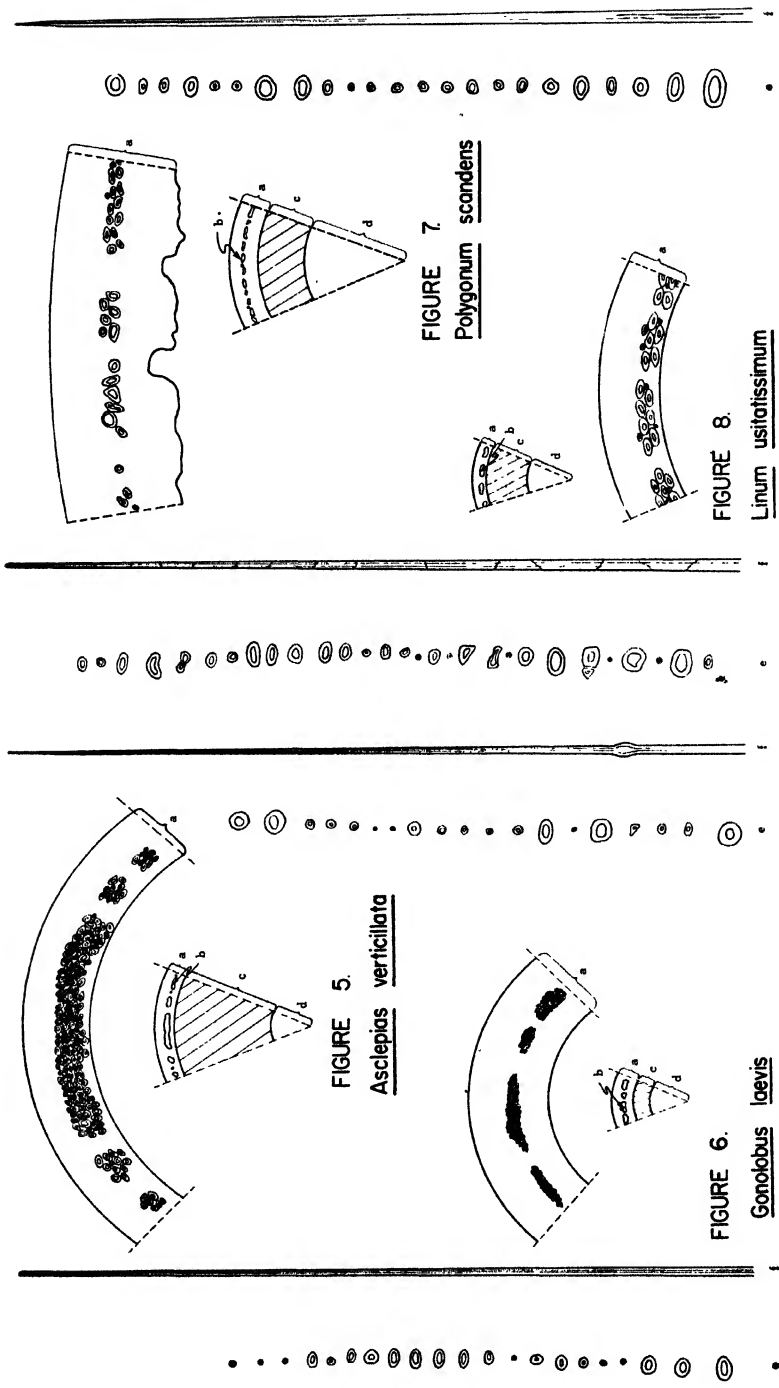 a
a
b
c
d
FIGURE 5.
Asclepias verticillata
a
b
a
c
d
FIGURE 6.
Gonolobus laevis
e
f
e
f
a
b
a
c
d
FIGURE 7.
Polygonum scandens
a
b
c
d
a
FIGURE 8.
Linum usitatissimum
e
f
e
f